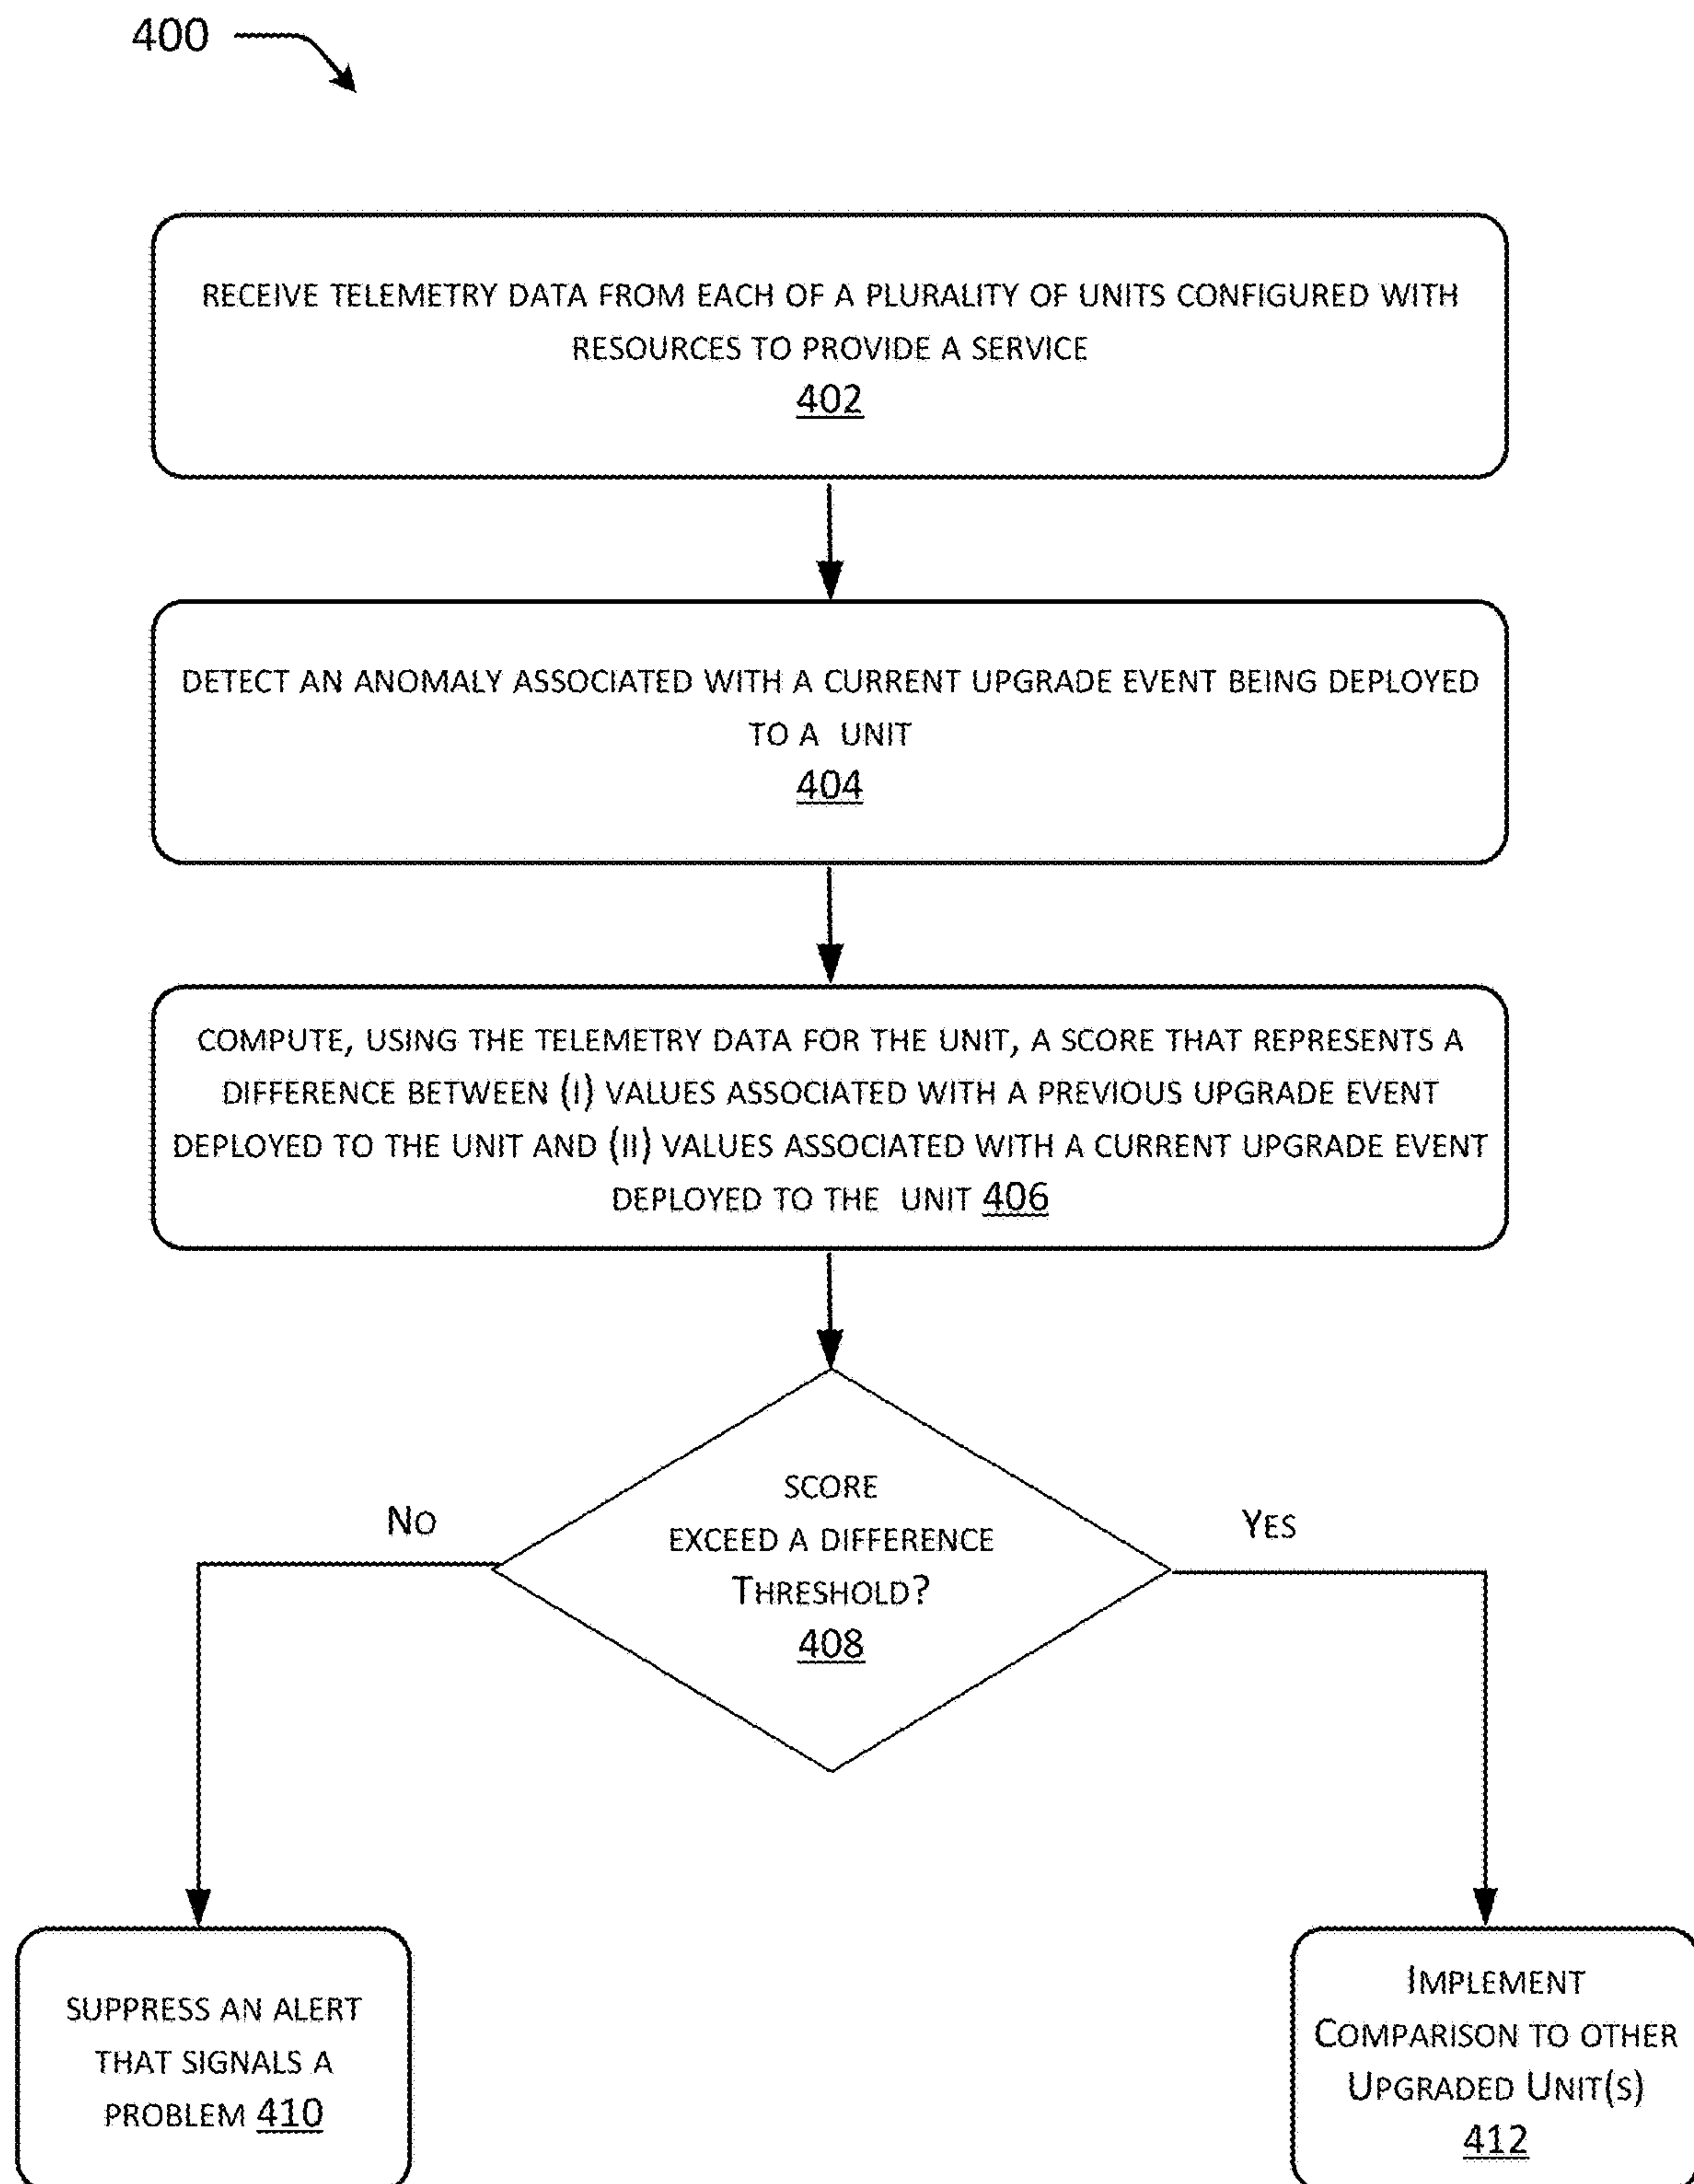 400
RECEIVE TELEMETRY DATA FROM EACH OF A PLURALITY OF UNITS CONFIGURED WITH
RESOURCES TO PROVIDE A SERVICE
402
DETECT AN ANOMALY ASSOCIATED WITH A CURRENT UPGRADE EVENT BEING DEPLOYED
TO A UNIT
404
COMPUTE, USING THE TELEMETRY DATA FOR THE UNIT, A SCORE THAT REPRESENTS A
DIFFERENCE BETWEEN (I) VALUES ASSOCIATED WITH A PREVIOUS UPGRADE EVENT
DEPLOYED TO THE UNIT AND (II) VALUES ASSOCIATED WITH A CURRENT UPGRADE EVENT
DEPLOYED TO THE UNIT 406
SCORE
EXCEED A DIFFERENCE
THRESHOLD?
408
NO
YES
SUPPRESS AN ALERT
THAT SIGNALS A
PROBLEM 410
IMPLEMENT
COMPARISON TO OTHER
UPGRADED UNIT(S)
412